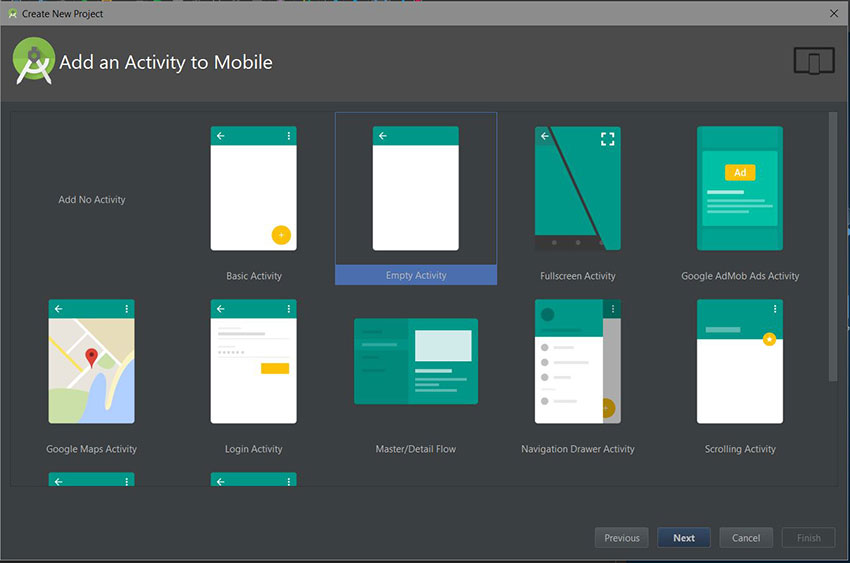 Create New Project
Add an Activity to Mobile
Add No Activity
Basic Activity
Empty Activity
Fullscreen Activity
Ad
Google AdMob Ads Activity
Google Maps Activity
Login Activity
Master/Detail Flow
Navigation Drawer Activity
Scrolling Activity
Previous
Next
Cancel
Finish